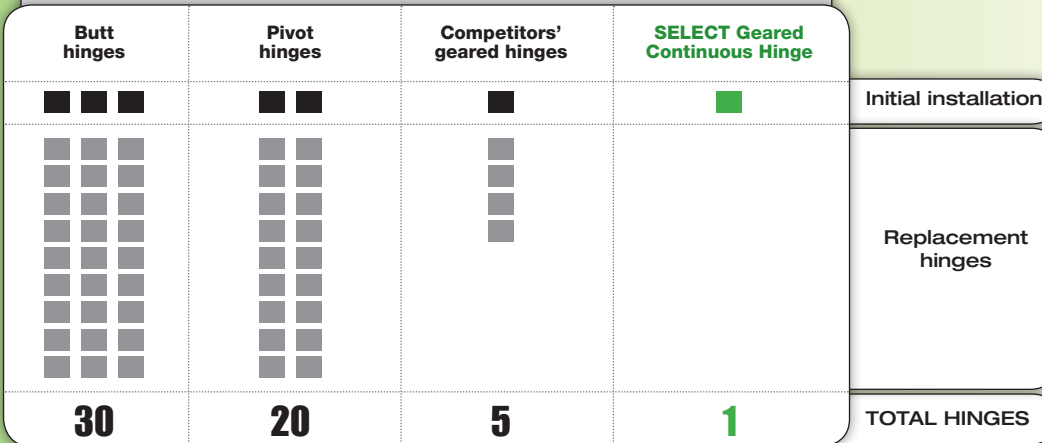 Butt
hinges
Pivot
hinges
Competitors’
geared hinges
SELECT Geared
Continuous Hinge
Initial installation
Replacement
hinges
30
20
5
1
TOTAL HINGES